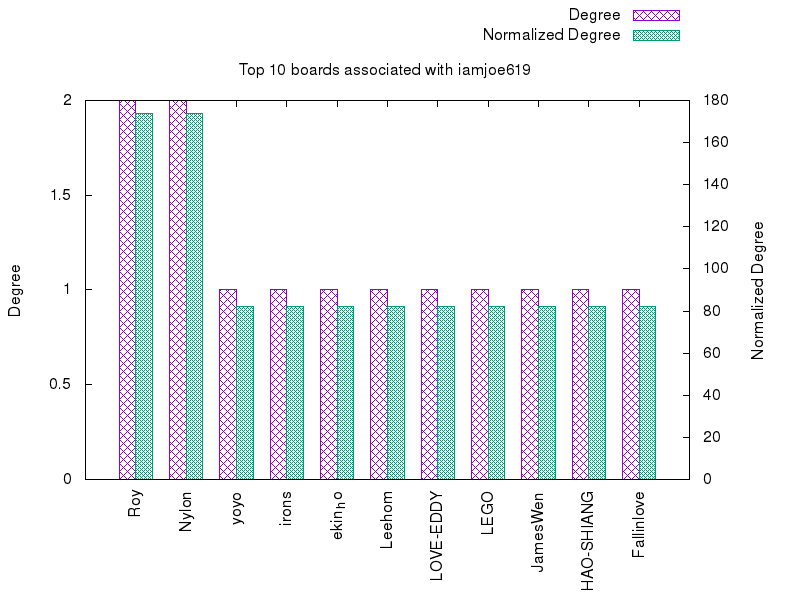 Degree
Normalized Degree
Top 10 boards associated with iamjoe619
2
1.5
1
0.5
0
Degree
180
160
140
120
100
80
60
40
20
0
Normalized Degree
Roy
Nylon
yoyo
irons
ekinho
Leehom
LOVE-EDDY
LEGO
JamesWen
HAO-SHIANG
Fallinlove